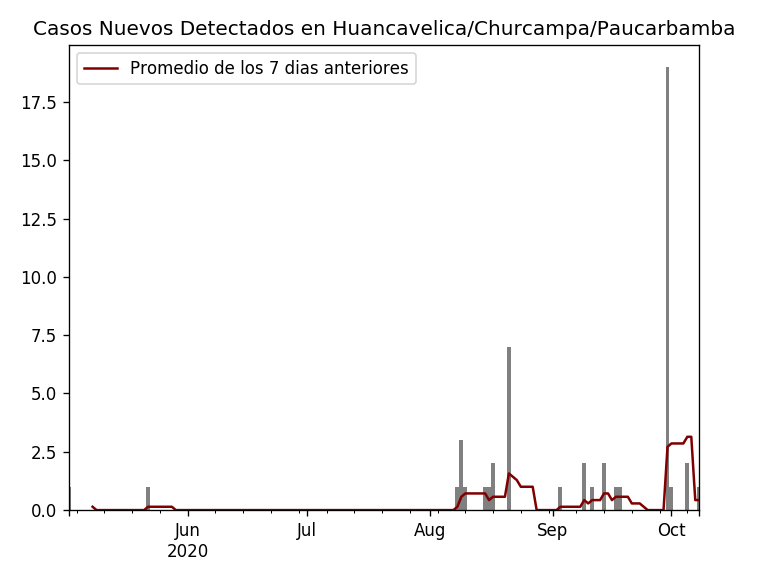 Casos Nuevos Detectados en Huancavelica/Churcampa/Paucarbamba
Promedio de los 7 dias anteriores
17.5
15.0
12.5
10.0
7.5
5.0
2.5
0.0
Jun
2020
Jul
Aug
Sep
Oct